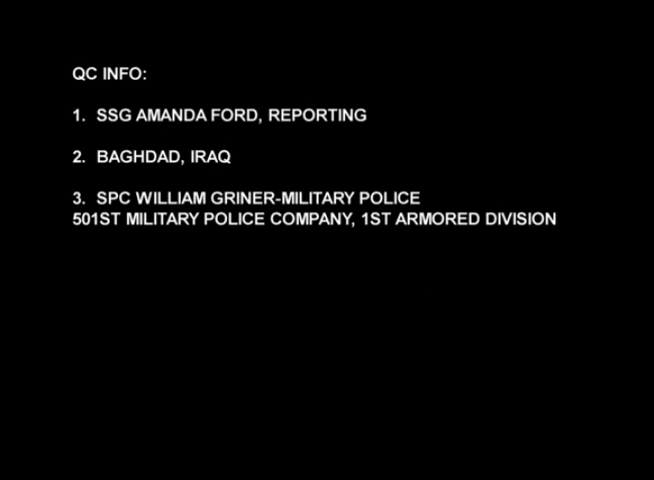 QC INFO:
1. SSG AMANDA FORD, REPORTING
2. BAGHDAD, IRAQ
3. SPC WILLIAM GRINER-MILITARY POLICE
501ST MILITARY POLICE COMPANY, 1ST ARMORED DIVISION